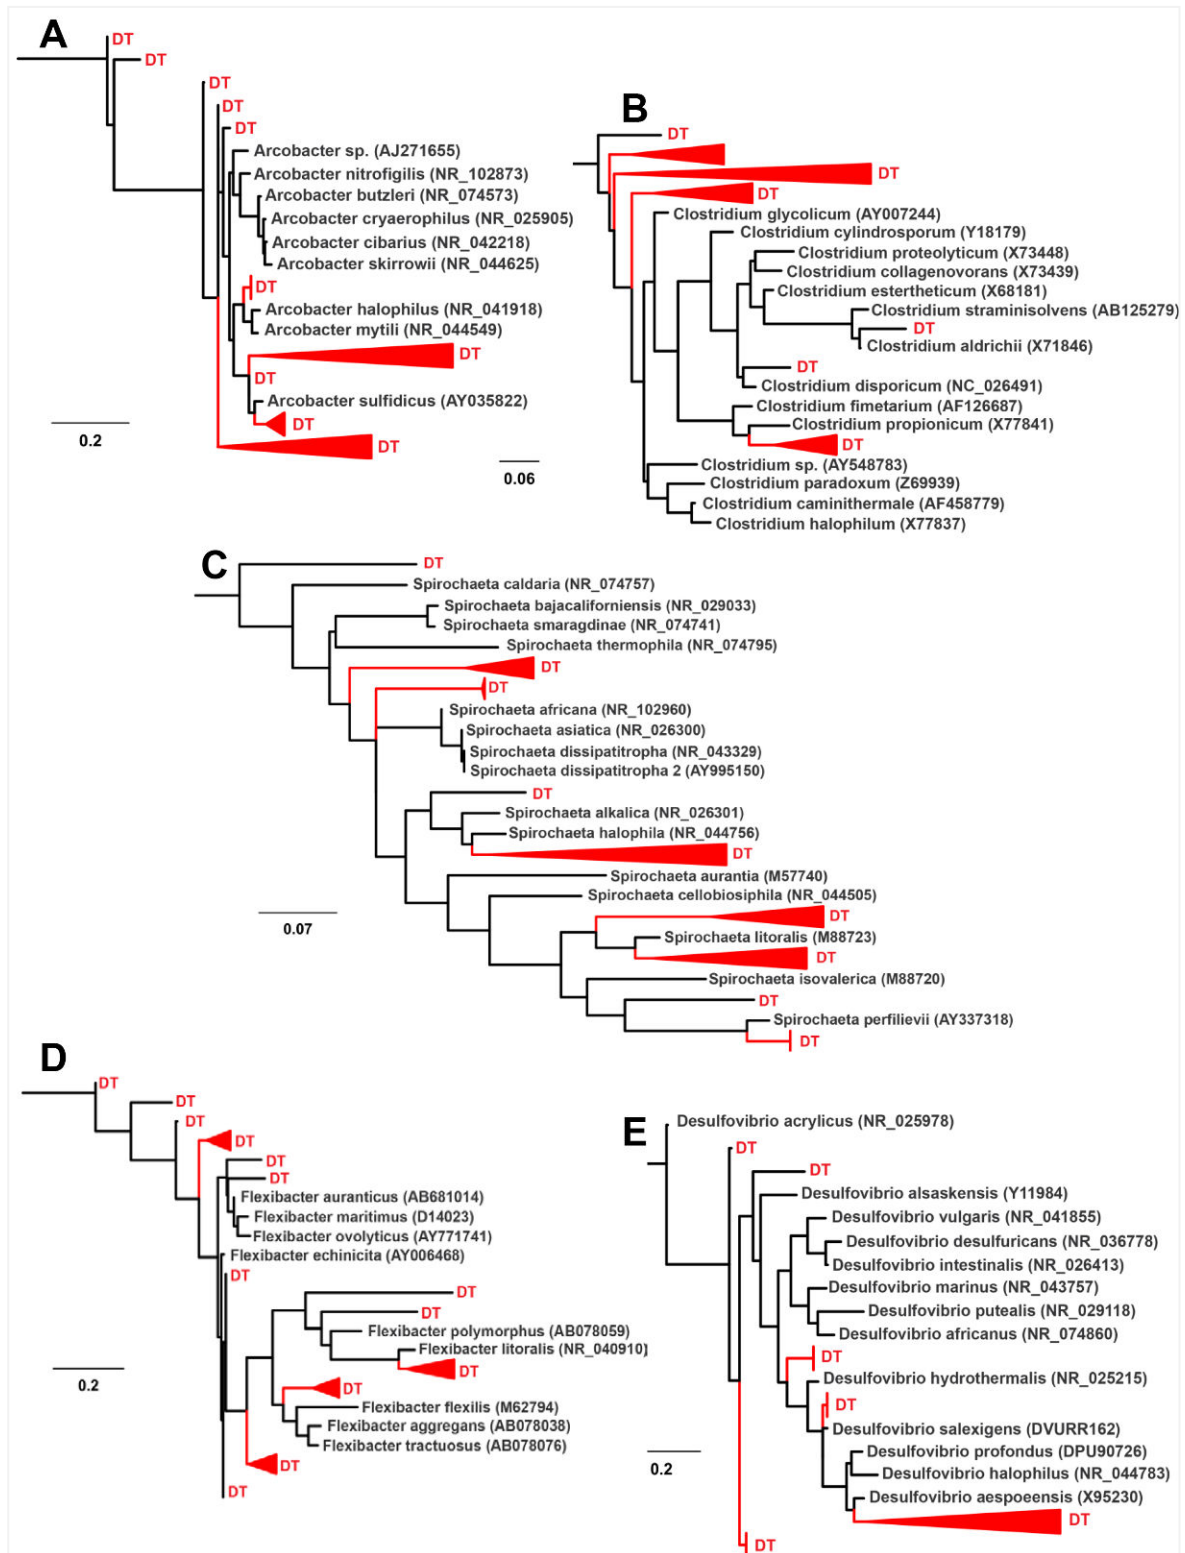 A
DT
DT
DT
DT
DT
Arcobacter sp. (AJ271655)
Arcobacter nitrofigilis (NR_102873)
Arcobacter butzleri (NR_074573)
Arcobacter cryaerophilus (NR_025905)
Arcobacter cibarius (NR_042218)
Arcobacter skirrowii (NR_044625)
DT
Arcobacter halophilus (NR_041918)
Arcobacter mytili (NR_044549)
DT
DT
Arcobacter sulfidicus (AY035822)
DT
DT
0.2
B
DT
DT
DT
Clostridium glycolicum (AY007244)
Clostridium cylindrosporum (Y18179)
Clostridium proteolyticum (X73448)
Clostridium collagenovorans (X73439)
Clostridium estertheticum (X68181)
Clostridium straminisolvens (AB125279)
DT
Clostridium aldrichii (X71846)
DT
Clostridium disporicum (NC_026491)
Clostridium fimetarium (AF126687)
Clostridium propionicum (X77841)
DT
Clostridium sp. (AY548783)
Clostridium paradoxum (Z69939)
Clostridium caminithermale (AF458779)
Clostridium halophilum (X77837)
0.06
C
DT
Spirochaeta caldaria (NR_074757)
Spirochaeta bajacaliforniensis (NR_029033)
Spirochaeta smaragdinae (NR_074741)
Spirochaeta thermophila (NR_074795)
DT
DT
Spirochaeta africana (NR_102960)
Spirochaeta asiatica (NR_026300)
Spirochaeta dissipatitropha (NR_043329)
Spirochaeta dissipatitropha 2 (AY995150)
DT
Spirochaeta alkalica (NR_026301)
Spirochaeta halophila (NR_044756)
DT
Spirochaeta aurantia (M57740)
Spirochaeta cellobiosiphila (NR_044505)
DT
Spirochaeta litoralis (M88723)
DT
Spirochaeta isovalerica (M88720)
DT
Spirochaeta perfilievii (AY337318)
DT
0.07
D
DT
DT
DT
DT
DT
DT
Flexibacter auranticus (AB681014)
Flexibacter maritimus (D14023)
Flexibacter ovolyticus (AY771741)
Flexibacter echinicita (AY006468)
DT
DT
DT
Flexibacter polymorphus (AB078059)
Flexibacter litoralis (NR_040910)
DT
DT
Flexibacter flexilis (M62794)
Flexibacter aggregans (AB078038)
Flexibacter tractuosus (AB078076)
DT
DT
0.2
E
Desulfovibrio acrylicus (NR_025978)
DT
DT
Desulfovibrio alsaskensis (Y11984)
Desulfovibrio vulgaris (NR_041855)
Desulfovibrio desulfuricans (NR_036778)
Desulfovibrio intestinalis (NR_026413)
Desulfovibrio marinus (NR_043757)
Desulfovibrio putealis (NR_029118)
Desulfovibrio africanus (NR_074860)
DT
Desulfovibrio hydrothermalis (NR_025215)
DT
Desulfovibrio salexigens (DVURR162)
Desulfovibrio profondus (DPU90726)
Desulfovibrio halophilus (NR_044783)
Desulfovibrio aespoeensis (X95230)
DT
DT
0.2